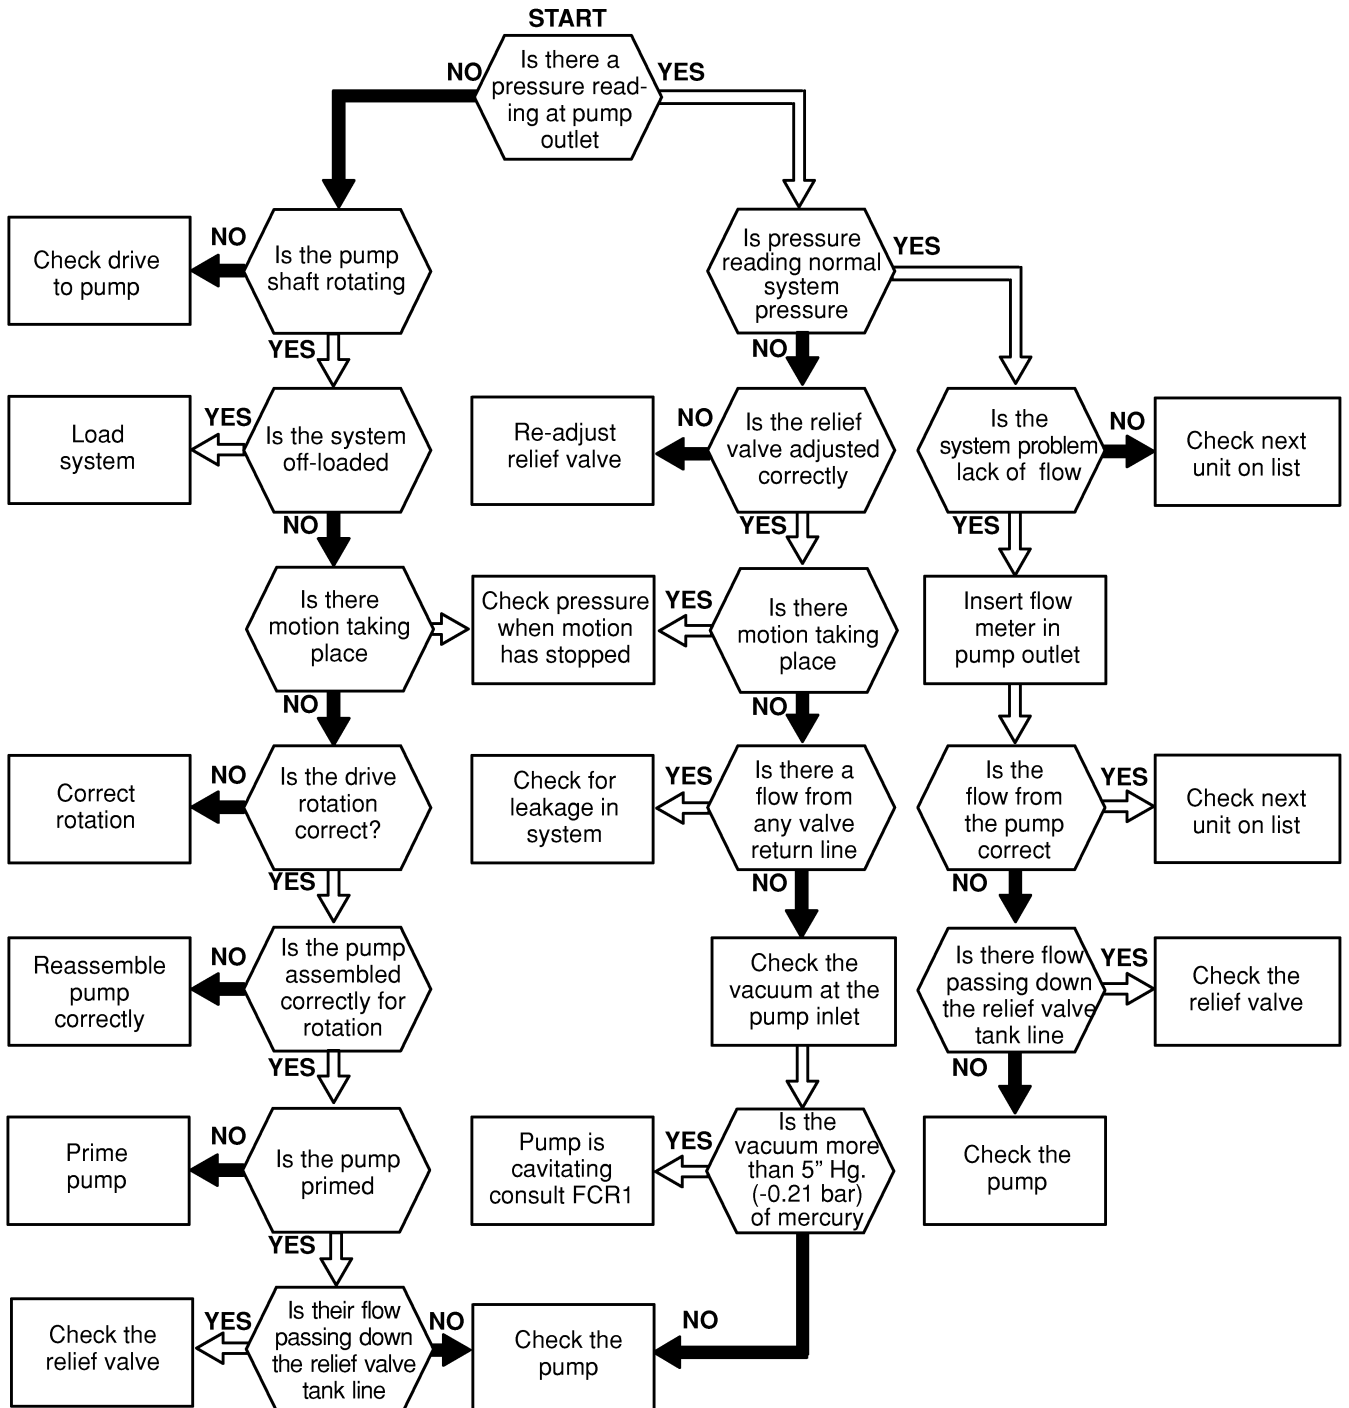 START
NO
YES
Is there a
pressure read-
ing at pump
outlet
NO
Check drive
to pump
Is the pump
shaft rotating
Is pressure
reading normal
system
pressure
YES
YES
NO
Load
system
YES
Is the system
off-loaded
Re-adjust
relief valve
NO
Is the relief
valve adjusted
correctly
Is the
system problem
lack of flow
NO
Check next
unit on list
NO
YES
YES
Is there
motion taking
place
Check pressure
when motion
has stopped
YES
Is there
motion taking
place
Insert flow
meter in
pump outlet
NO
NO
Correct
rotation
NO
Is the drive
rotation
correct?
Check for
leakage in
system
YES
Is there a
flow from
any valve
return line
Is the
flow from
the pump
correct
YES
Check next
unit on list
YES
NO
NO
Reassemble
pump
correctly
NO
Is the pump
assembled
correctly for
rotation
Check the
vacuum at the
pump inlet
Is there flow
passing down
the relief valve
tank line
YES
Check the
relief valve
YES
NO
Prime
pump
NO
Is the pump
primed
Pump is
cavitating
consult FCR1
YES
Is the
vacuum more
than 5” Hg.
(-0.21 bar)
of mercury
Check the
pump
YES
Check the
relief valve
YES
Is their flow
passing down
the relief valve
tank line
NO
Check the
pump
NO